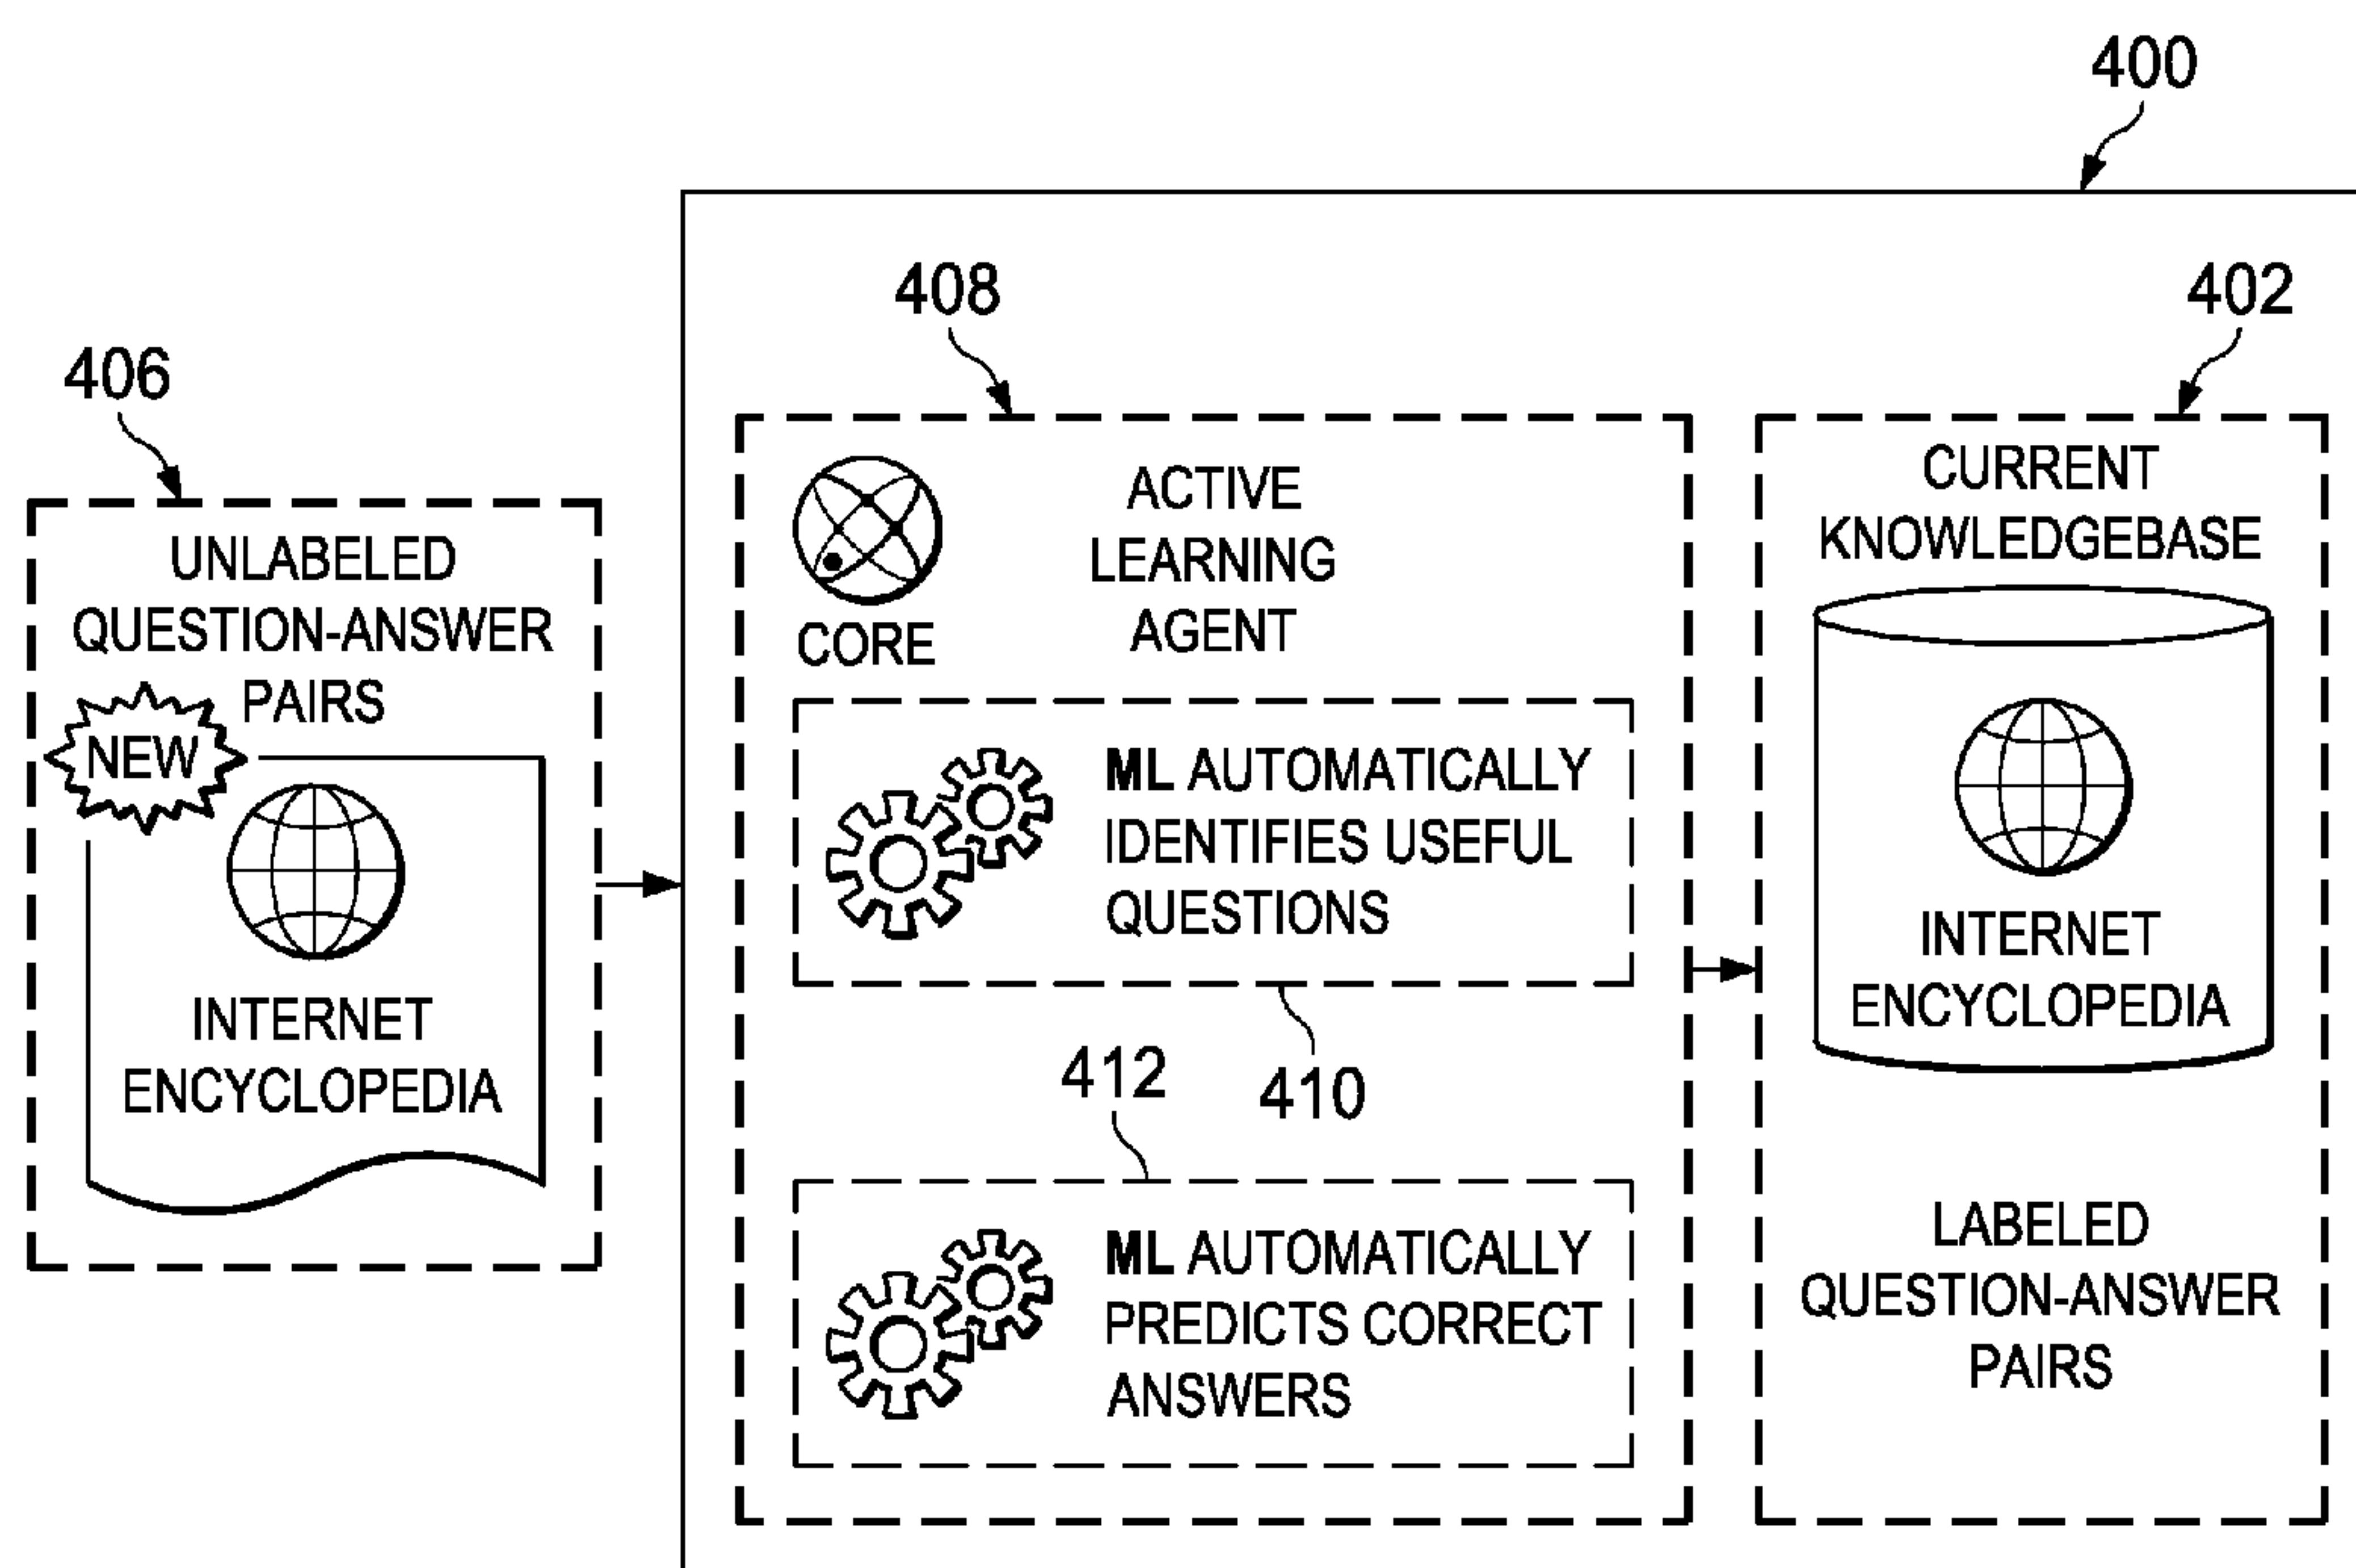 400
408
402
406
UNLABELED
QUESTION-ANSWER
PAIRS
NEW
INTERNET
ENCYCLOPEDIA
CORE
ACTIVE
LEARNING
AGENT
ML AUTOMATICALLY
IDENTIFIES USEFUL
QUESTIONS
410
412
ML AUTOMATICALLY
PREDICTS CORRECT
ANSWERS
CURRENT
KNOWLEDGEBASE
INTERNET
ENCYCLOPEDIA
LABELED
QUESTION-ANSWER
PAIRS